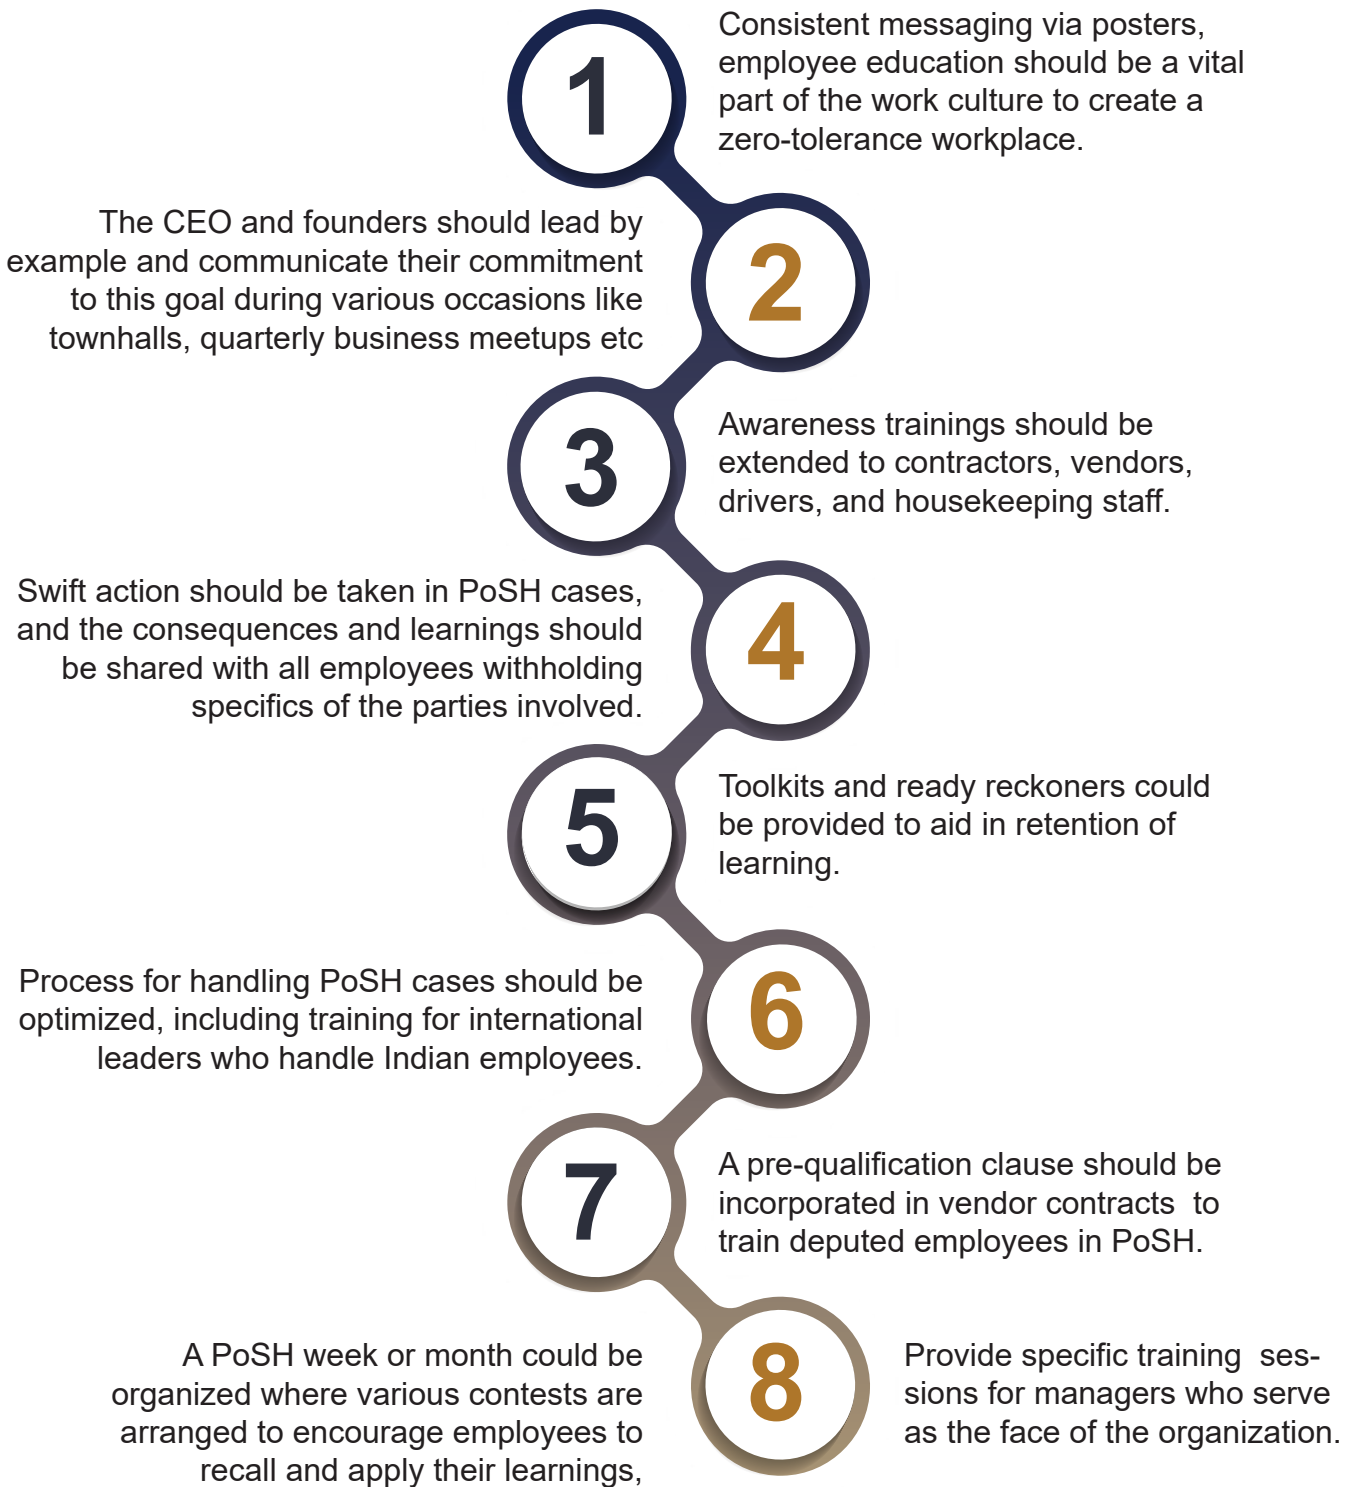 1
Consistent messaging via posters,
employee education should be a vital
part of the work culture to create a
zero-tolerance workplace.
The CEO and founders should lead by
example and communicate their commitment
to this goal during various occasions like
townhalls, quarterly business meetups etc
2
3
Awareness trainings should be
extended to contractors, vendors,
drivers, and housekeeping staff.
Swift action should be taken in PoSH cases,
and the consequences and learnings should
be shared with all employees withholding
specifics of the parties involved.
4
5
Toolkits and ready reckoners could
be provided to aid in retention of
learning.
Process for handling PoSH cases should be
optimized, including training for international
leaders who handle Indian employees.
6
7
A pre-qualification clause should be
incorporated in vendor contracts  to
train deputed employees in PoSH.
A PoSH week or month could be
organized where various contests are
arranged to encourage employees to
recall and apply their learnings,
8
Provide specific training  ses-
sions for managers who serve
as the face of the organization.